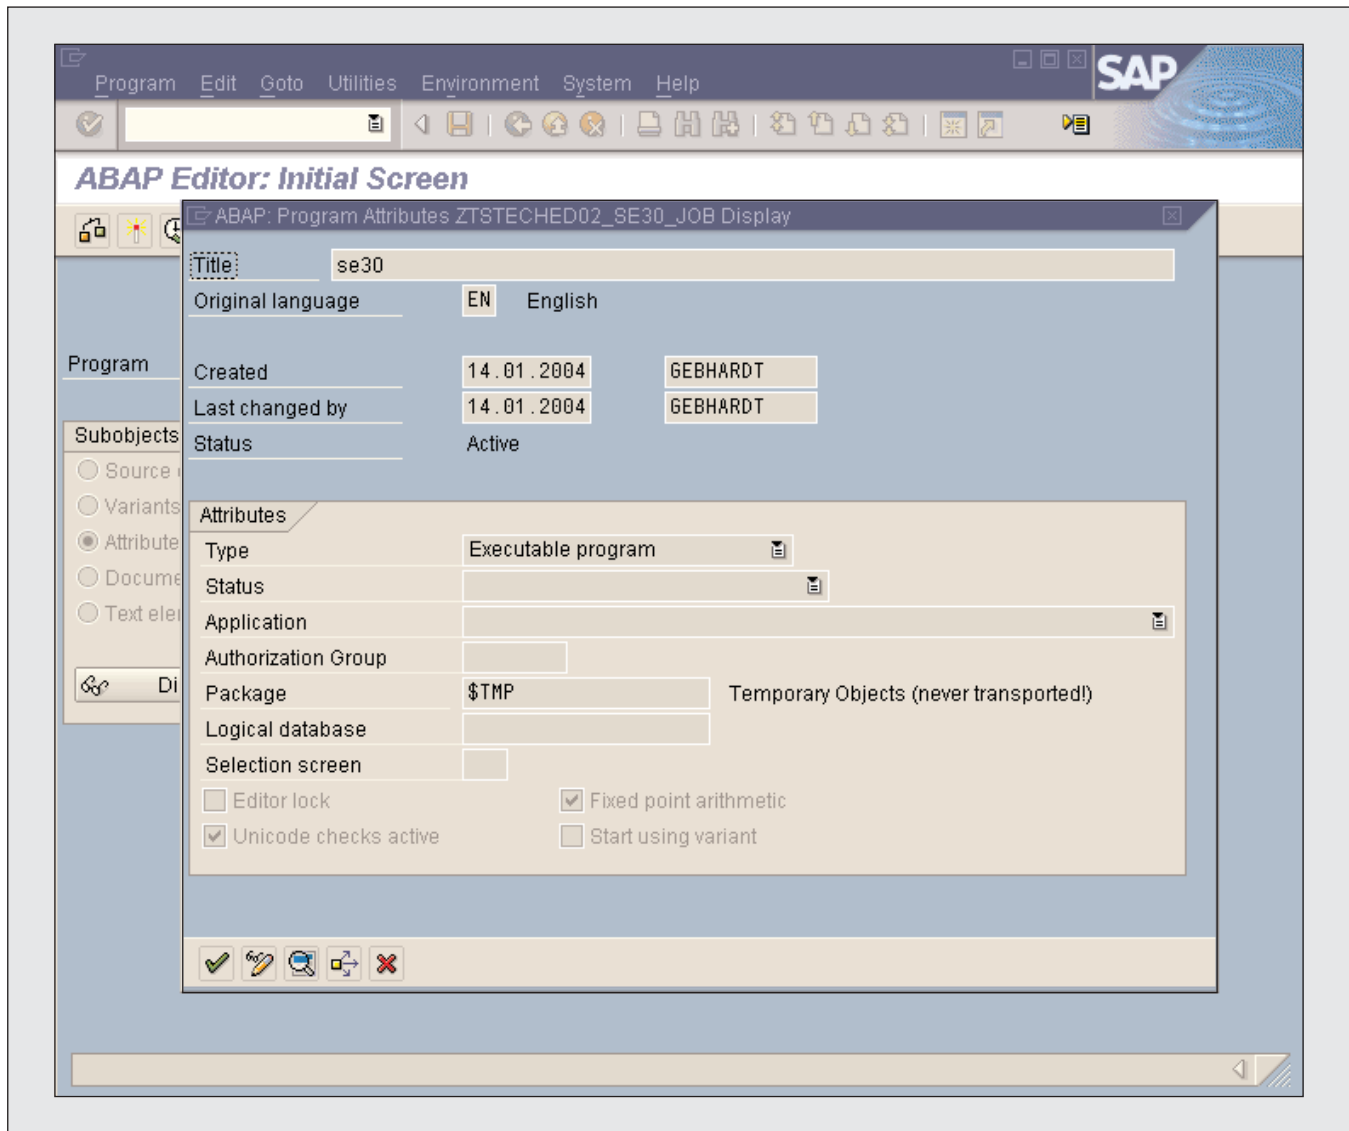 Program Edit Goto Utilities Environment System Help
SAP
ABAP Editor: Initial Screen
ABAP: Program Attributes ZTSTECHED02_SE30_JOB Display
Title se30
Original language EN English
Program
Created 14.01.2004 GEBHARDT
Last changed by 14.01.2004 GEBHARDT
Subobjects
Status Active
Source
Variants
Attributes
Attribute
Type Executable program
Docume
Status
Text eler
Application
Authorization Group
Di
Package $TMP Temporary Objects (never transported!)
Logical database
Selection screen
Editor lock Fixed point arithmetic
Unicode checks active Start using variant